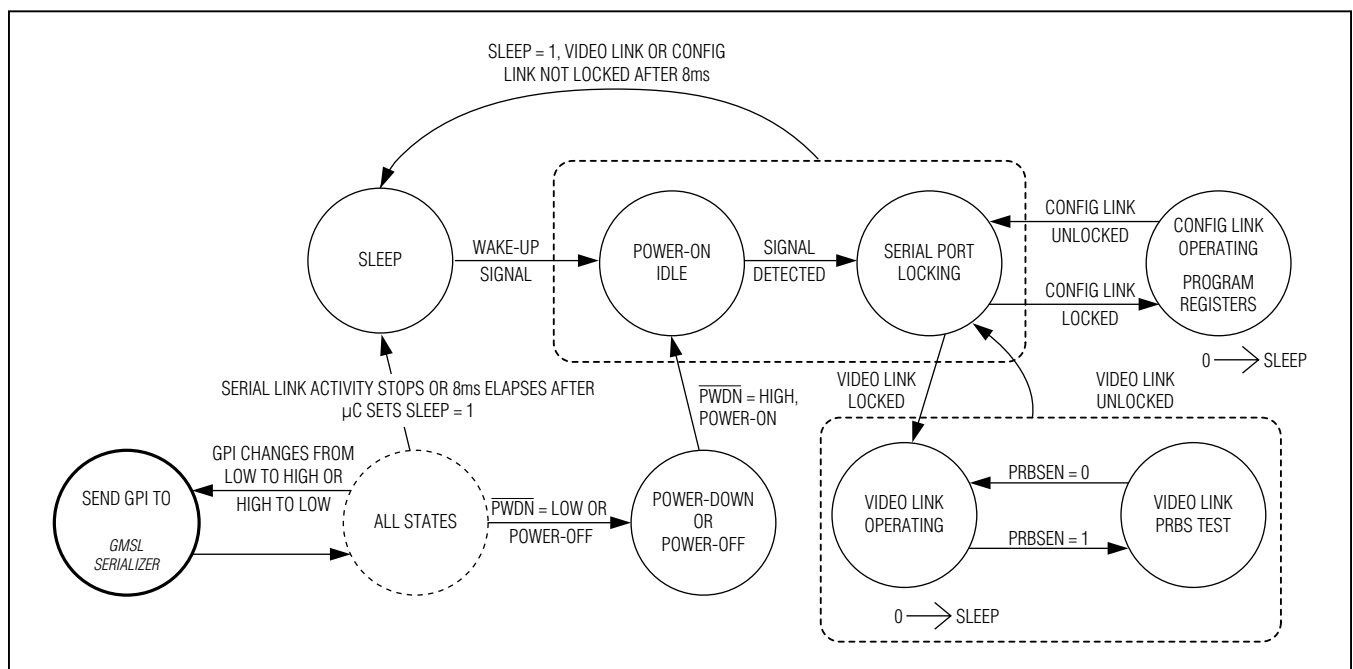 SLEEP = 1, VIDEO LINK OR CONFIG
LINK NOT LOCKED AFTER 8ms
SLEEP
WAKE-UP
SIGNAL
POWER-ON
IDLE
SIGNAL
DETECTED
SERIAL PORT
LOCKING
CONFIG LINK
UNLOCKED
CONFIG LINK
LOCKED
CONFIG LINK
OPERATING
PROGRAM
REGISTERS
0 → SLEEP
SERIAL LINK ACTIVITY STOPS OR 8ms ELAPSES AFTER
µC SETS SLEEP = 1
P̅W̅D̅N̅ = HIGH,
POWER-ON
VIDEO LINK
LOCKED
VIDEO LINK
UNLOCKED
GPI CHANGES FROM
LOW TO HIGH OR
HIGH TO LOW
SEND GPI TO
GMSL
SERIALIZER
ALL STATES
P̅W̅D̅N̅ = LOW OR
POWER-OFF
POWER-DOWN
OR
POWER-OFF
VIDEO LINK
OPERATING
PRBSEN = 0
PRBSEN = 1
VIDEO LINK
PRBS TEST
0 → SLEEP